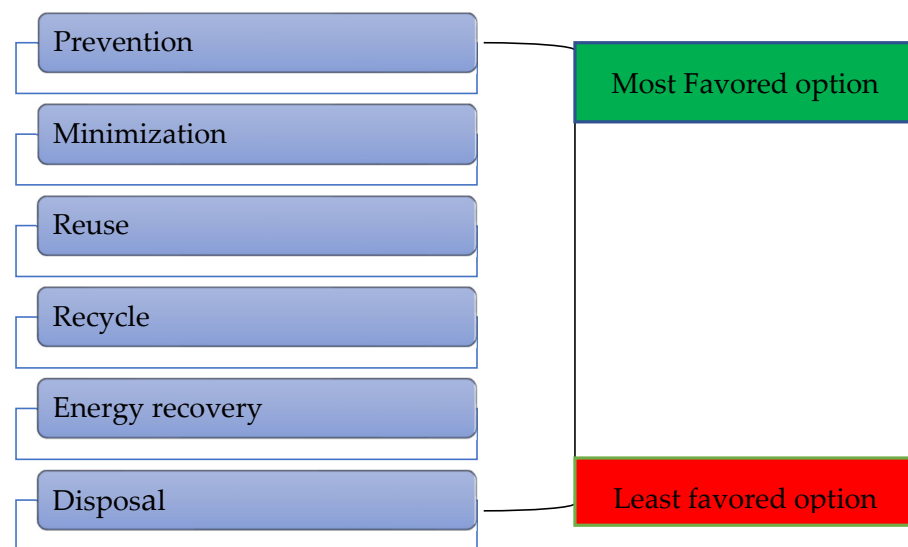 Prevention
Most Favored option
Minimization
Reuse
Recycle
Energy recovery
Disposal
Least favored option